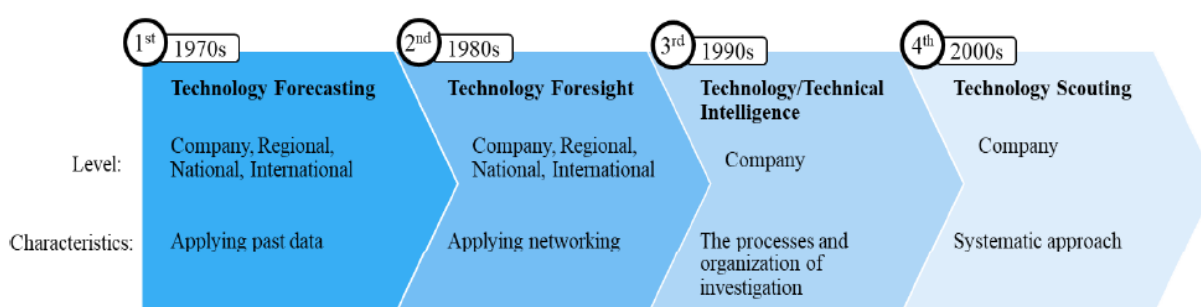 1st 1970s
2nd 1980s
3rd 1990s
4th 2000s
Technology Forecasting
Technology Foresight
Technology/Technical
Intelligence
Technology Scouting
Level:
Company, Regional,
National, International
Company, Regional,
National, International
Company
Company
Characteristics:
Applying past data
Applying networking
The processes and
organization of
investigation
Systematic approach